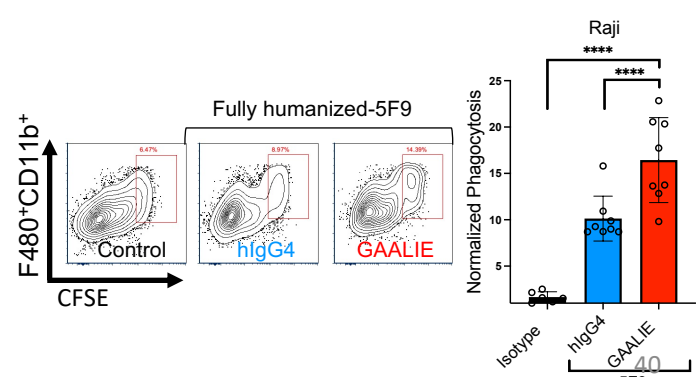 Fully humanized-5F9
F480⁺CD11b⁺
6.47%
8.97%
14.39%
Control
hIgG4
GAALIE
CFSE
Raji
****
****
Normalized Phagocytosis
25
20
15
10
5
Isotype
hIgG4
GAALIE
40